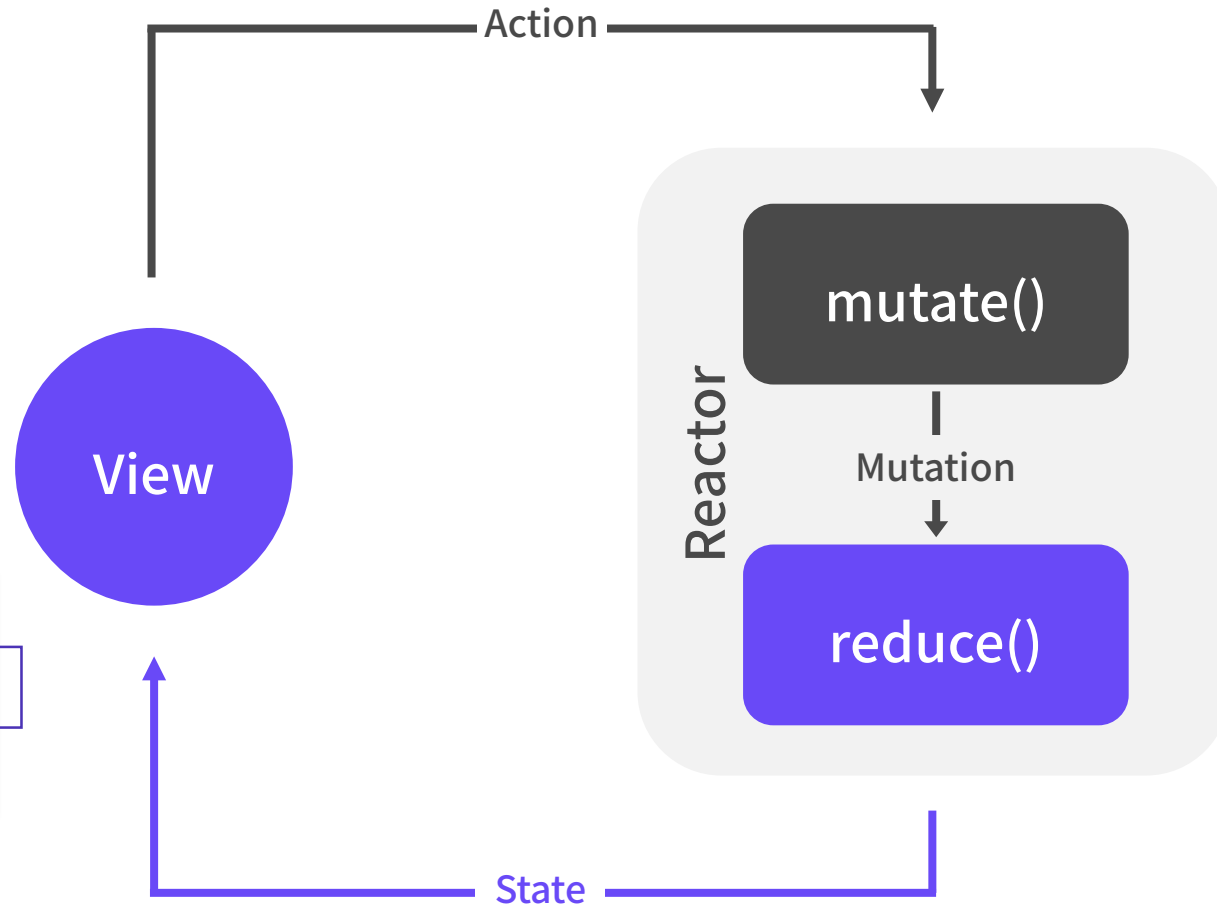 Action
mutate()
Reactor
View
Mutation
reduce()
State